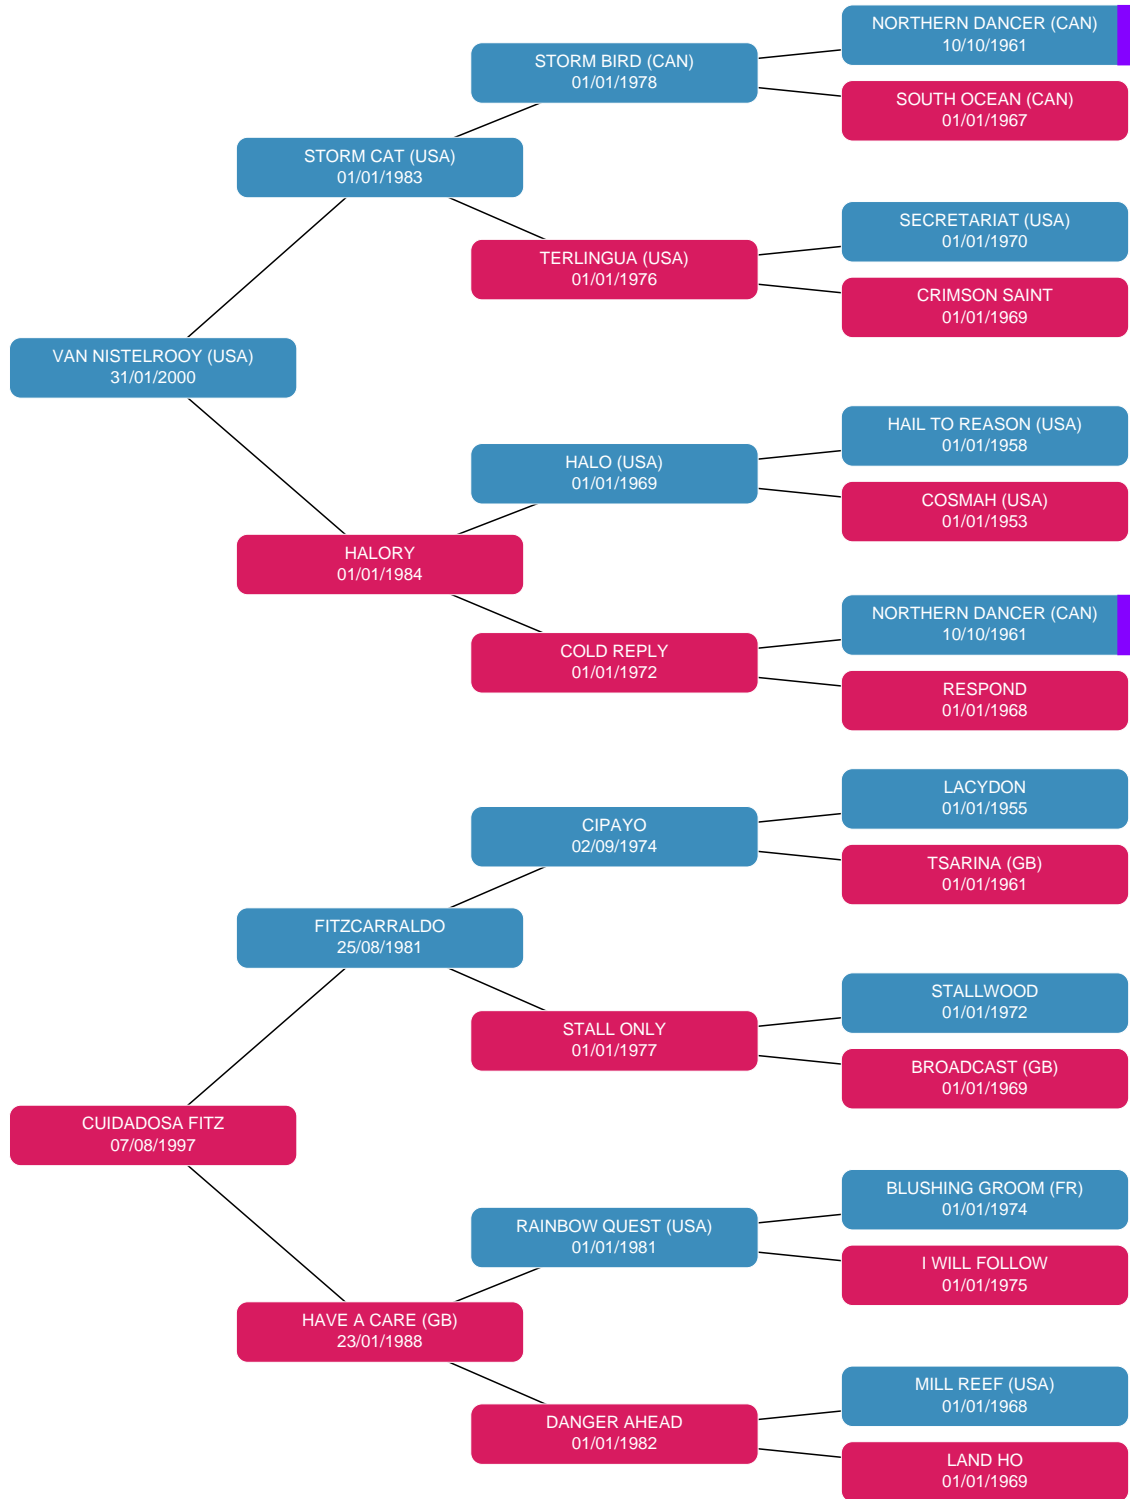 NORTHERN DANCER (CAN)
10/10/1961
STORM BIRD (CAN)
01/01/1978
SOUTH OCEAN (CAN)
01/01/1967
STORM CAT (USA)
01/01/1983
SECRETARIAT (USA)
01/01/1970
TERLINGUA (USA)
01/01/1976
CRIMSON SAINT
01/01/1969
VAN NISTELROOY (USA)
31/01/2000
HAIL TO REASON (USA)
01/01/1958
HALO (USA)
01/01/1969
COSMAH (USA)
01/01/1953
HALORY
01/01/1984
NORTHERN DANCER (CAN)
10/10/1961
COLD REPLY
01/01/1972
RESPOND
01/01/1968
LACYDON
01/01/1955
CIPAYO
02/09/1974
TSARINA (GB)
01/01/1961
FITZCARRALDO
25/08/1981
STALLWOOD
01/01/1972
STALL ONLY
01/01/1977
BROADCAST (GB)
01/01/1969
CUIDADOSA FITZ
07/08/1997
BLUSHING GROOM (FR)
01/01/1974
RAINBOW QUEST (USA)
01/01/1981
I WILL FOLLOW
01/01/1975
HAVE A CARE (GB)
23/01/1988
MILL REEF (USA)
01/01/1968
DANGER AHEAD
01/01/1982
LAND HO
01/01/1969